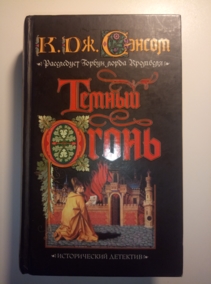 К. Дж. Сэнсом
Расследует Горбун лорда Кромвеля
Темный
Огонь
ИСТОРИЧЕСКИЙ ДЕТЕКТИВ